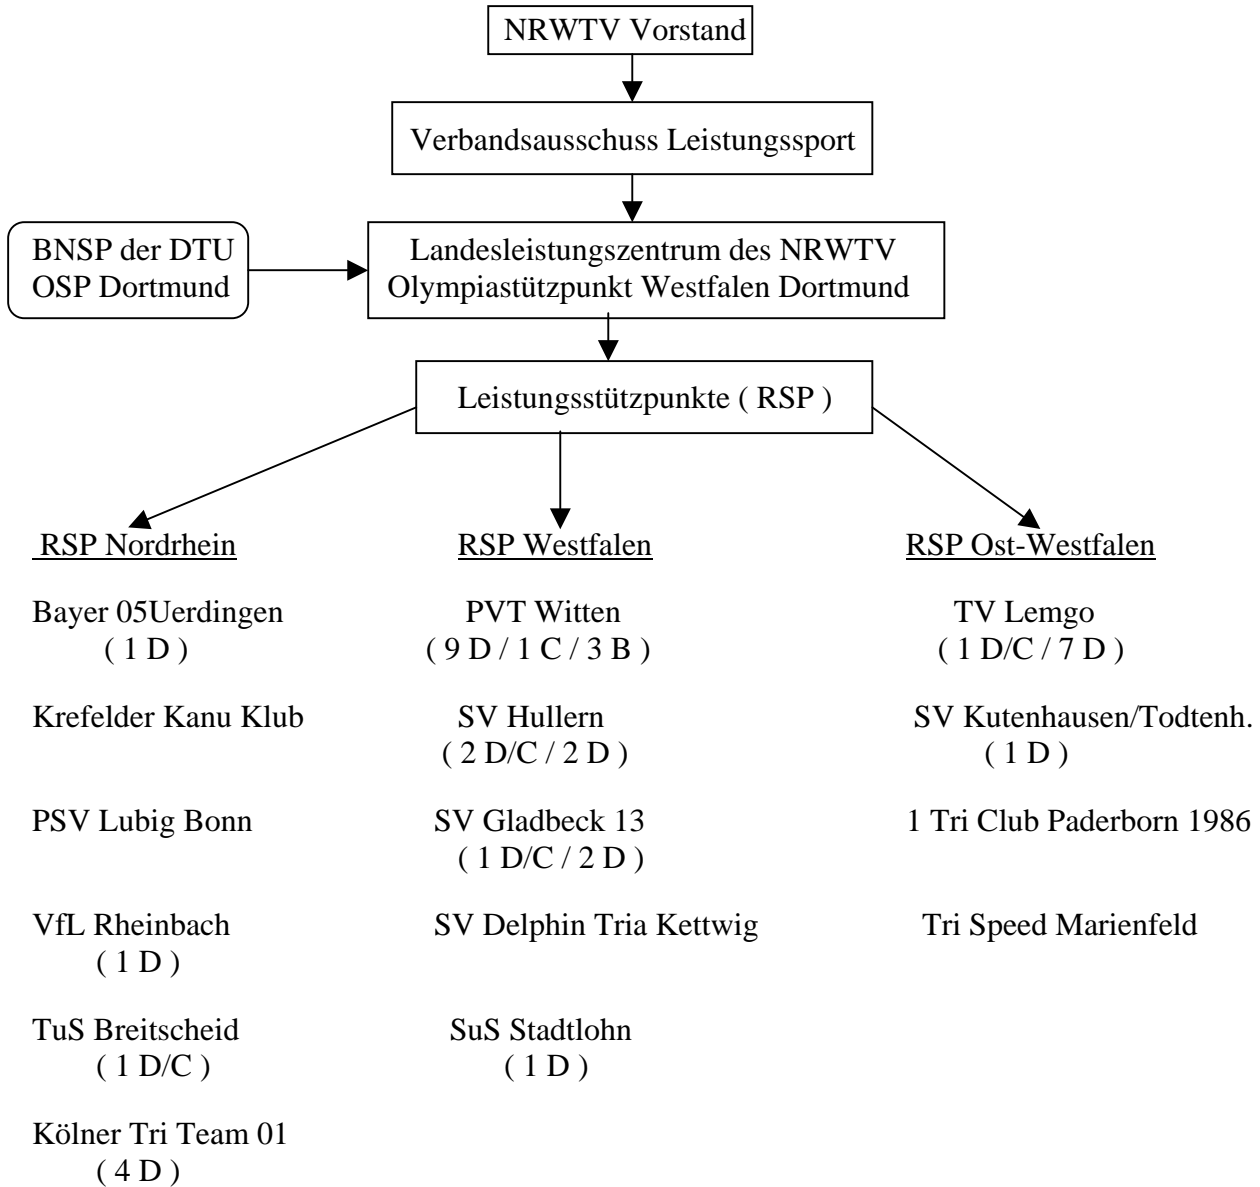 NRWTV Vorstand
Verbandsausschuss Leistungssport
BNSP der DTU
OSP Dortmund
Landesleistungszentrum des NRWTV
Olympiastützpunkt Westfalen Dortmund
Leistungsstützpunkte ( RSP )
RSP Nordrhein
Bayer 05Uerdingen
( 1 D )
Krefelder Kanu Klub
PSV Lubig Bonn
VfL Rheinbach
( 1 D )
TuS Breitscheid
( 1 D/C )
Kölner Tri Team 01
( 4 D )
RSP Westfalen
PVT Witten
( 9 D / 1 C / 3 B )
SV Hullern
( 2 D/C / 2 D )
SV Gladbeck 13
( 1 D/C / 2 D )
SV Delphin Tria Kettwig
SuS Stadtlohn
( 1 D )
RSP Ost-Westfalen
TV Lemgo
( 1 D/C / 7 D )
SV Kutenhausen/Todtenh.
( 1 D )
1 Tri Club Paderborn 1986
Tri Speed Marienfeld